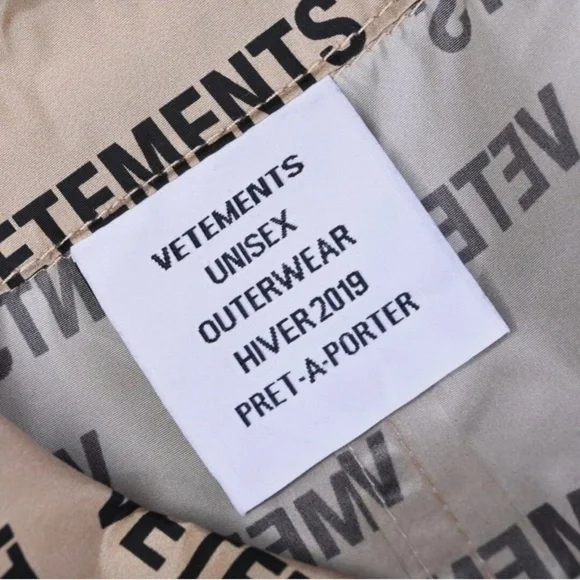 VETEMENTS
VETEMENTS
UNISEX
OUTERWEAR
HIVER 2019
PRET-A-PORTER